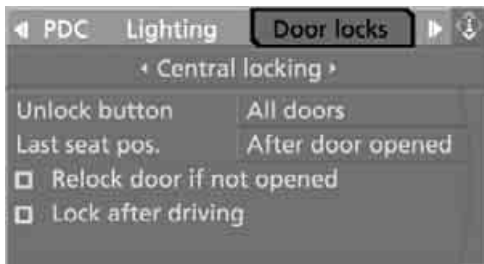 PDC Lighting Door locks
Central locking
Unlock button All doors
Last seat pos. After door opened
Relock door if not opened
Lock after driving